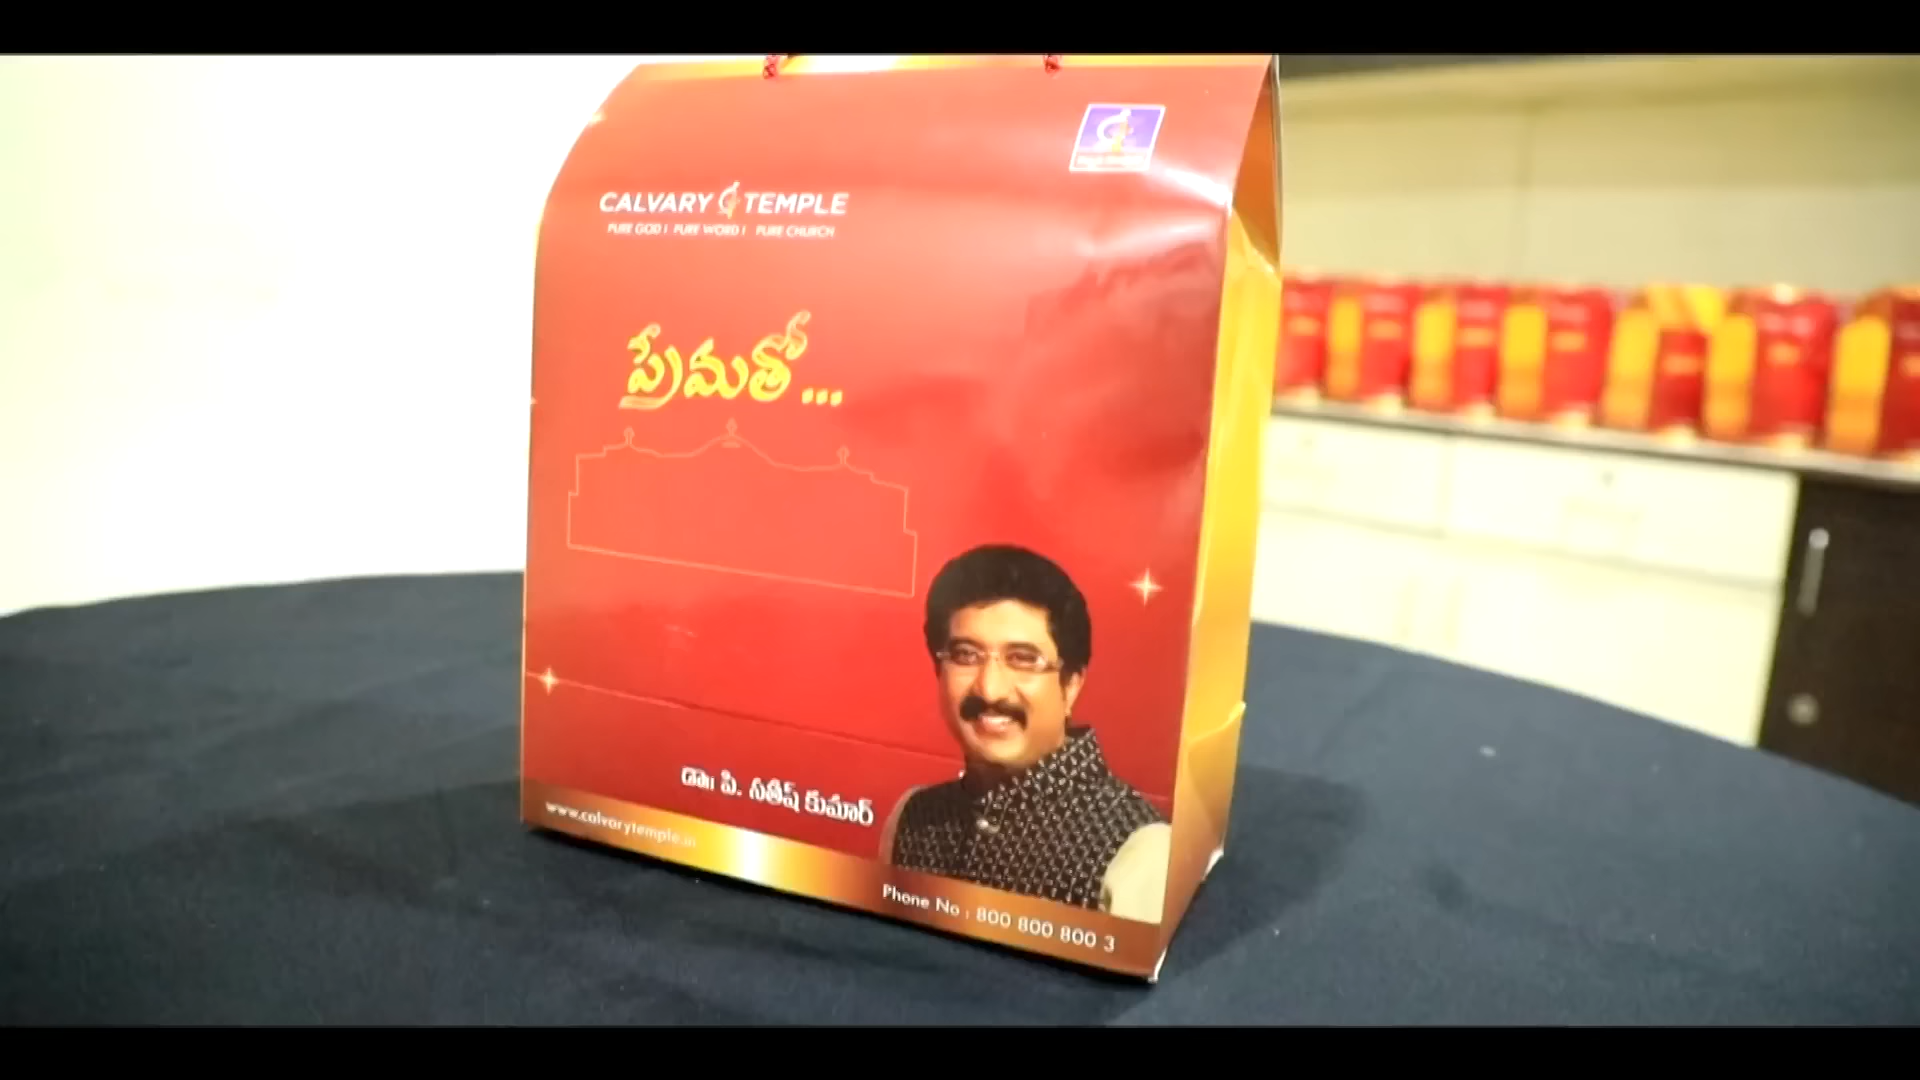 CALVARY TEMPLE
PURE GOD I PURE WORD I PURE CHURCH
ప్రేమతో...
డా॥ పి. సతీష్ కుమార్
www.calvarytemple.in
Phone No : 800 800 800 3